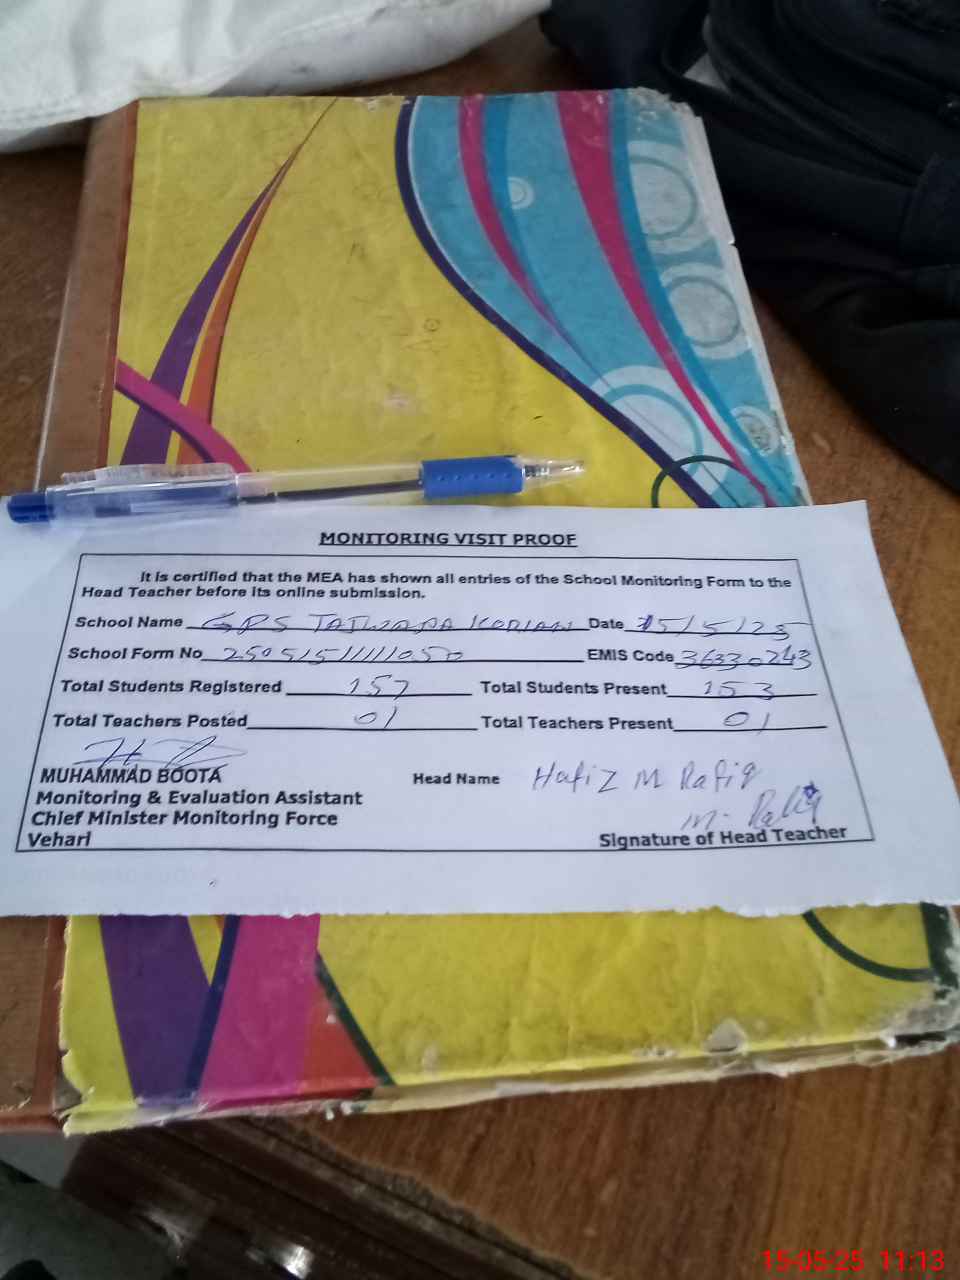 MONITORING VISIT PROOF
It is certified that the MEA has shown all entries of the School Monitoring Form to the
Head Teacher before its online submission.
School Name GPS TATWARA KORIAN Date 15/5/25
School Form No 250515111111050 EMIS Code 36330243
Total Students Registered 157 Total Students Present 153
Total Teachers Posted 01 Total Teachers Present 01
MUHAMMAD BOOTA Head Name Hafiz M Rafiq
Monitoring & Evaluation Assistant
Chief Minister Monitoring Force M. Rafiq
Vehari Signature of Head Teacher
15-05-25 11:13